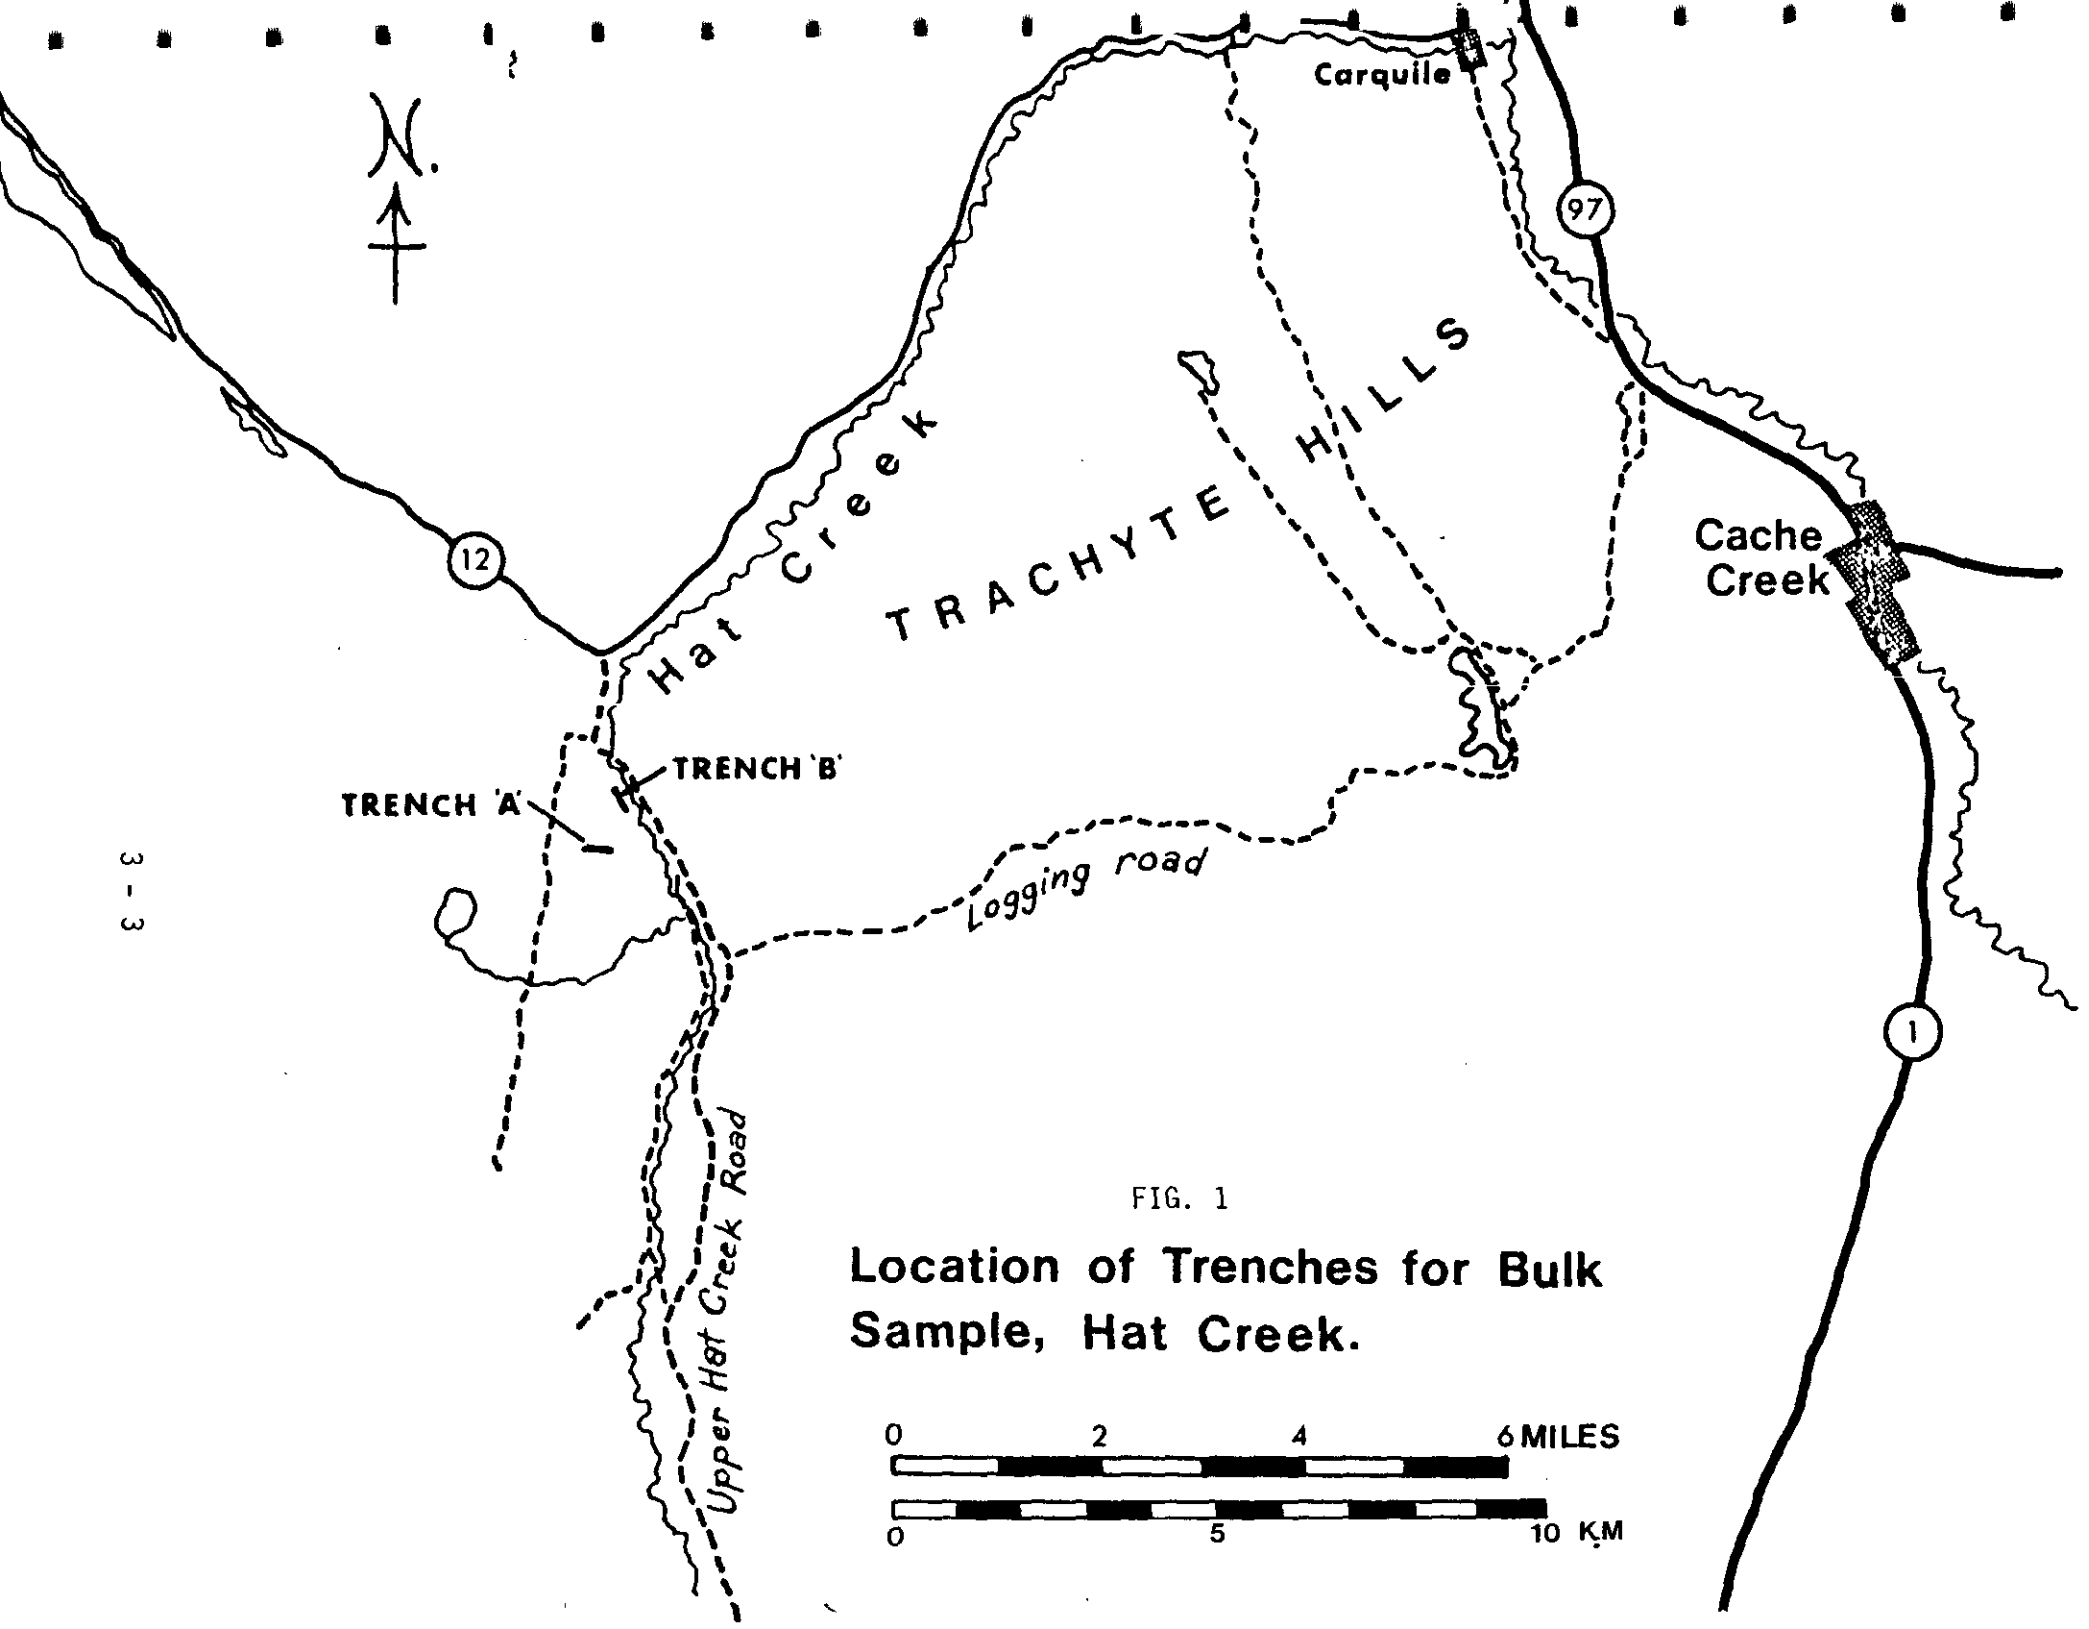 N.
Carquile
97
Hat Creek
TRACHYTE HILLS
12
Cache
Creek
TRENCH 'B'
TRENCH 'A'
Logging road
3 - 3
1
Upper Hat Creek Road
FIG. 1
Location of Trenches for Bulk
Sample, Hat Creek.
0 2 4 6 MILES
0 5 10 KM